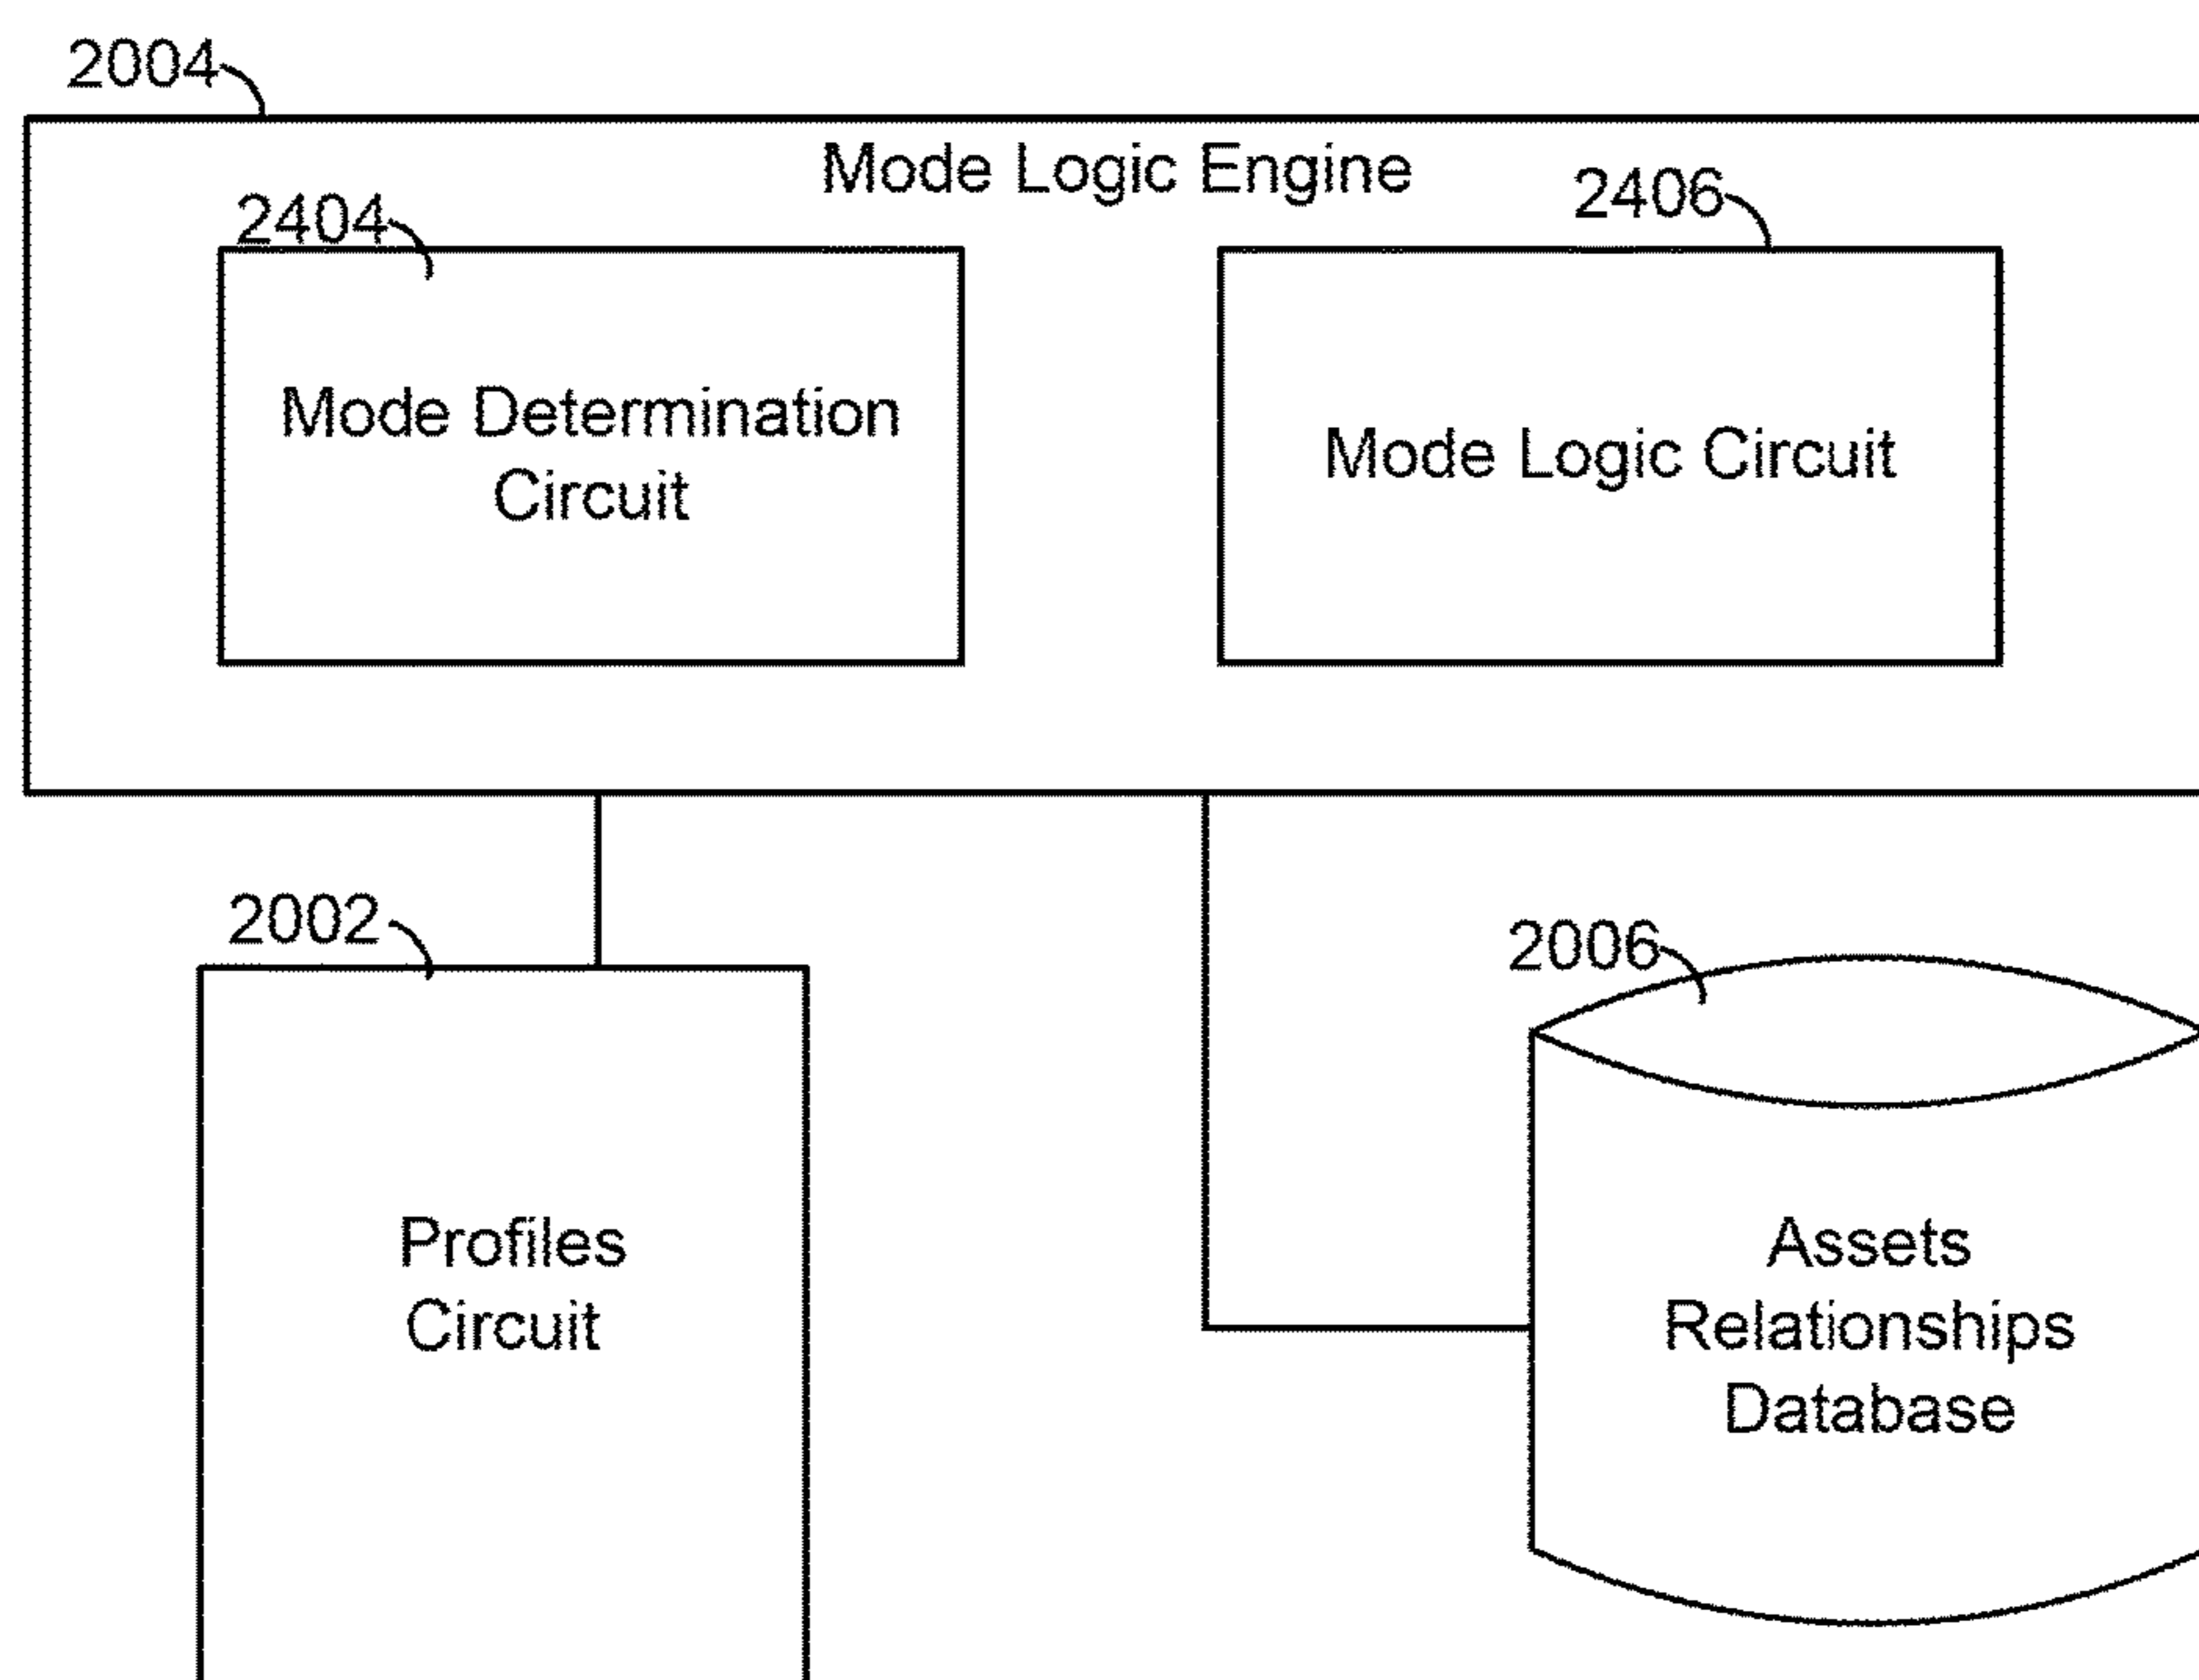 2004
Mode Logic Engine
2404
2406
Mode Determination
Circuit
Mode Logic Circuit
2002
2006
Profiles
Circuit
Assets
Relationships
Database